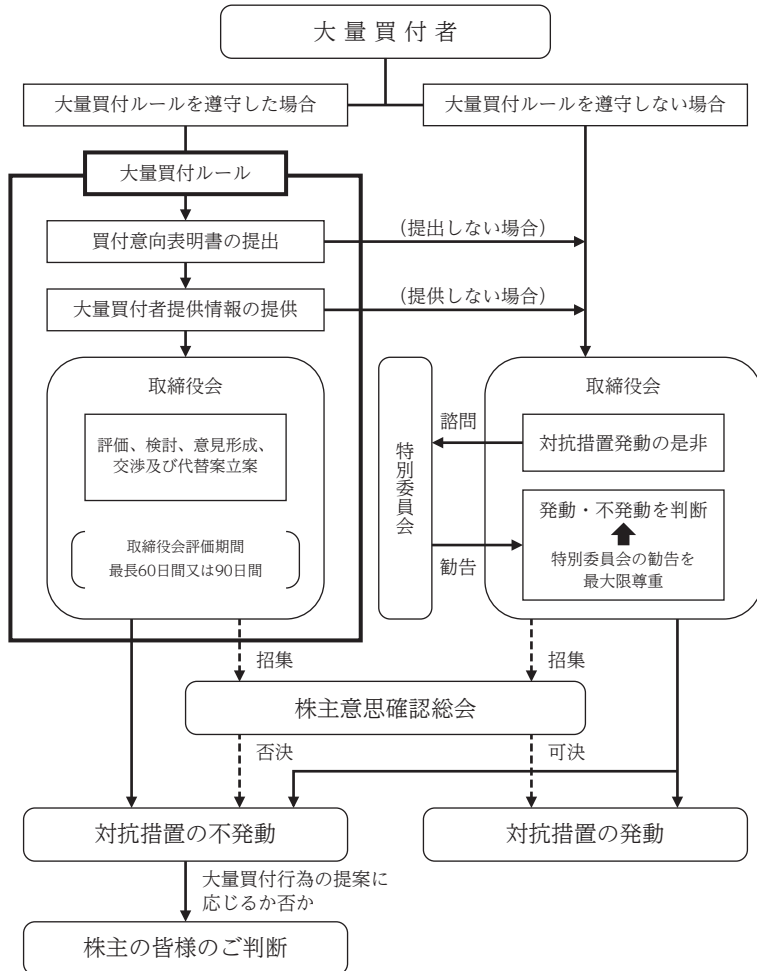 大量買付者
大量買付ルールを遵守した場合
大量買付ルールを遵守しない場合
大量買付ルール
買付意向表明書の提出
(提出しない場合)
大量買付者提供情報の提供
(提供しない場合)
取締役会
評価、検討、意見形成、
交渉及び代替案立案
取締役会評価期間
最長60日間又は90日間
特別委員会
諮問
勧告
取締役会
対抗措置発動の是非
発動・不発動を判断
特別委員会の勧告を
最大限尊重
招集
招集
株主意思確認総会
否決
可決
対抗措置の不発動
対抗措置の発動
大量買付行為の提案に
応じるか否か
株主の皆様のご判断